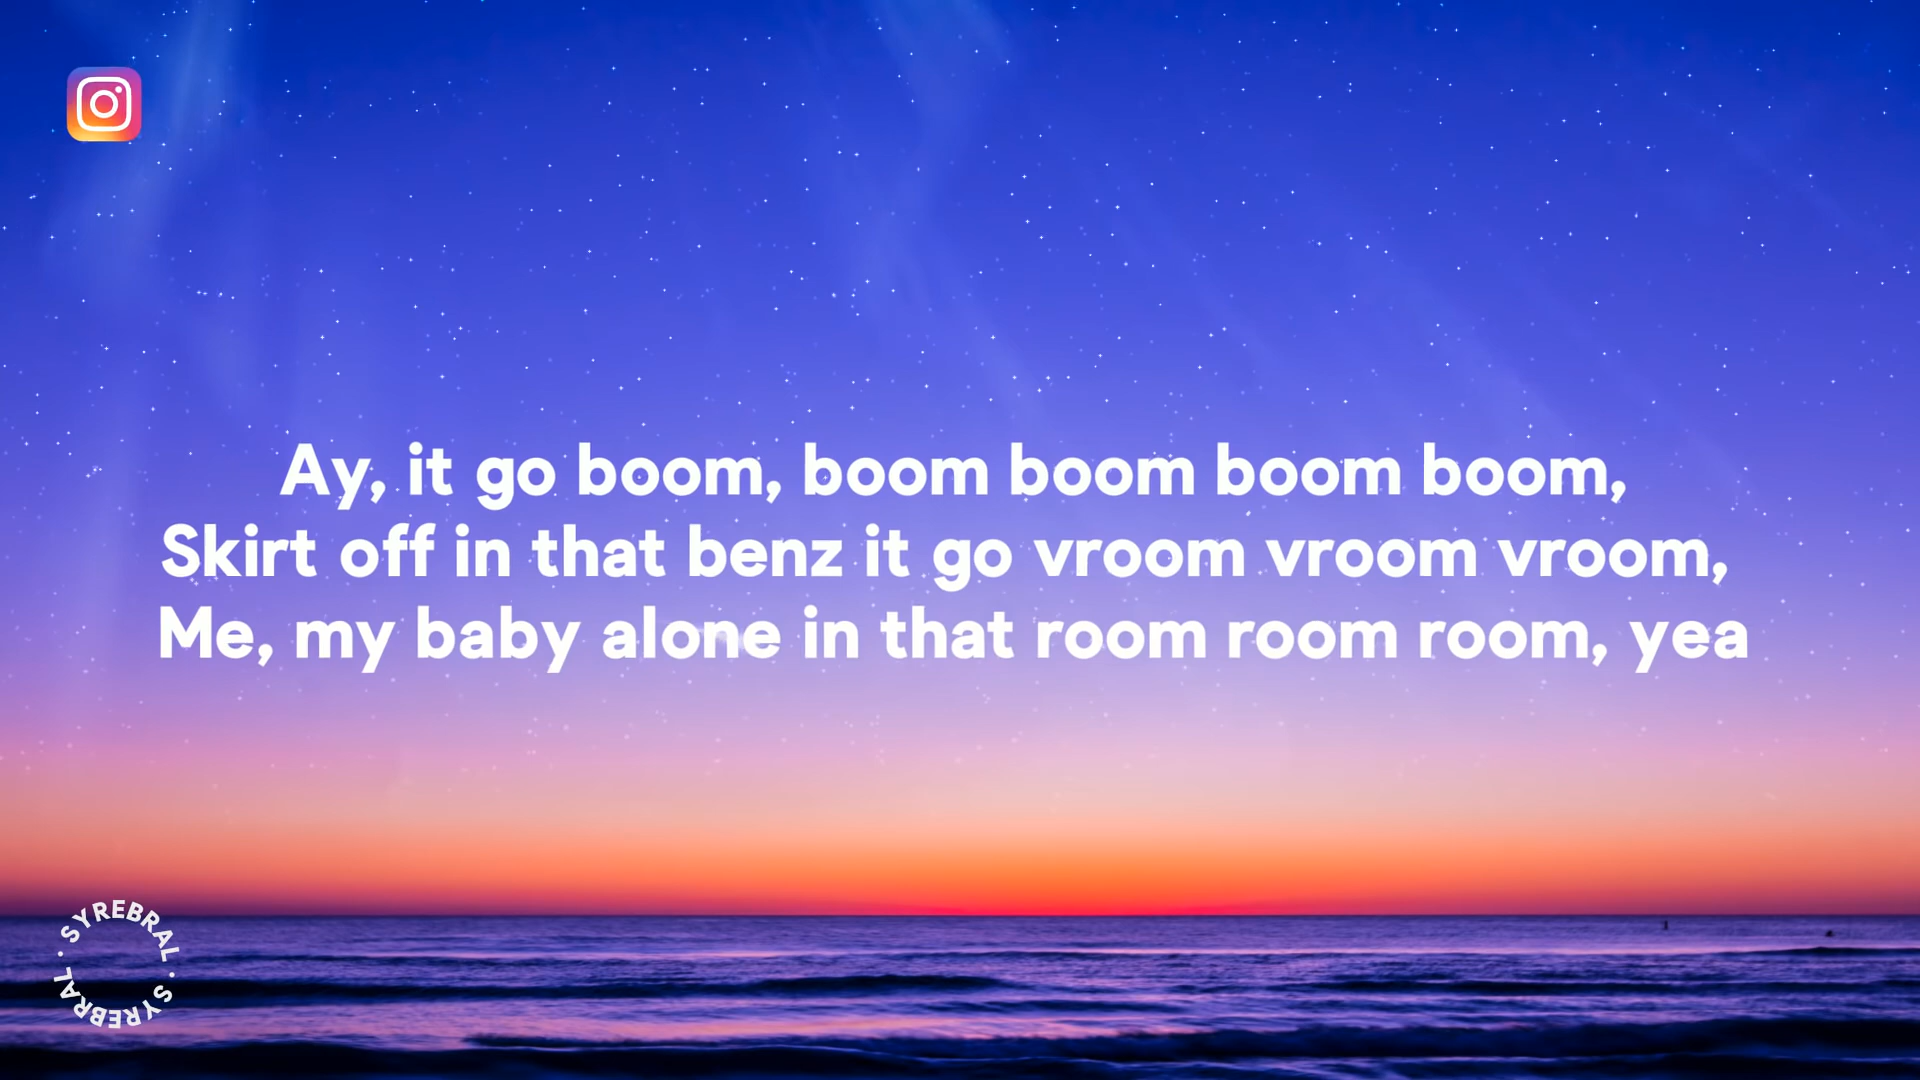 Ay, it go boom, boom boom boom boom,
Skirt off in that benz it go vroom vroom vroom,
Me, my baby alone in that room room room, yea
SYREBRAL · SYREBRAL ·